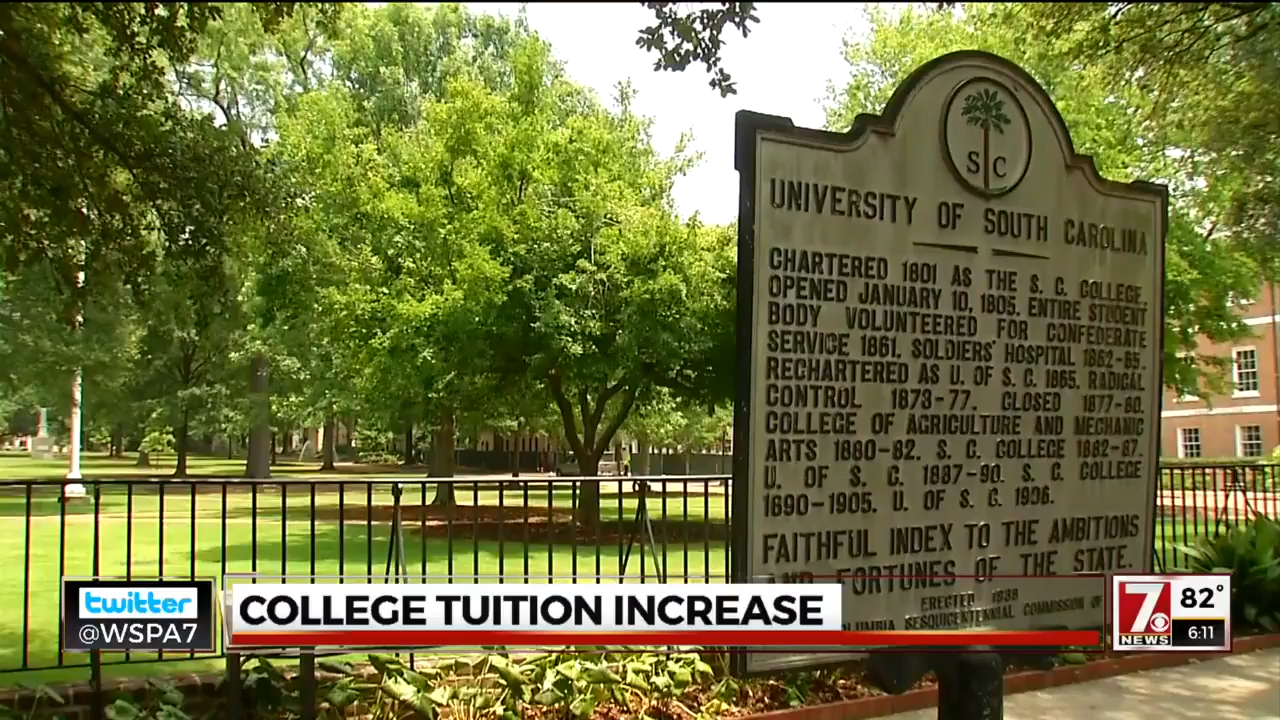 S C
UNIVERSITY OF SOUTH CAROLINA
CHARTERED 1801 AS THE S. C. COLLEGE.
OPENED JANUARY 10, 1805. ENTIRE STUDENT
BODY VOLUNTEERED FOR CONFEDERATE
SERVICE 1861. SOLDIERS' HOSPITAL 1862-65.
RECHARTERED AS U. OF S. C. 1865. RADICAL
CONTROL 1873-77. CLOSED 1877-80.
COLLEGE OF AGRICULTURE AND MECHANIC
ARTS 1880-82. S. C. COLLEGE 1882-87.
U. OF S. C. 1887-90. S. C. COLLEGE
1890-1905. U. OF S. C. 1906.
FAITHFUL INDEX TO THE AMBITIONS
AND FORTUNES OF THE STATE.
ERECTED 1938
SESQUICENTENNIAL COMMISSION OF
twitter
@WSPA7
COLLEGE TUITION INCREASE
7
NEWS
82°
6:11